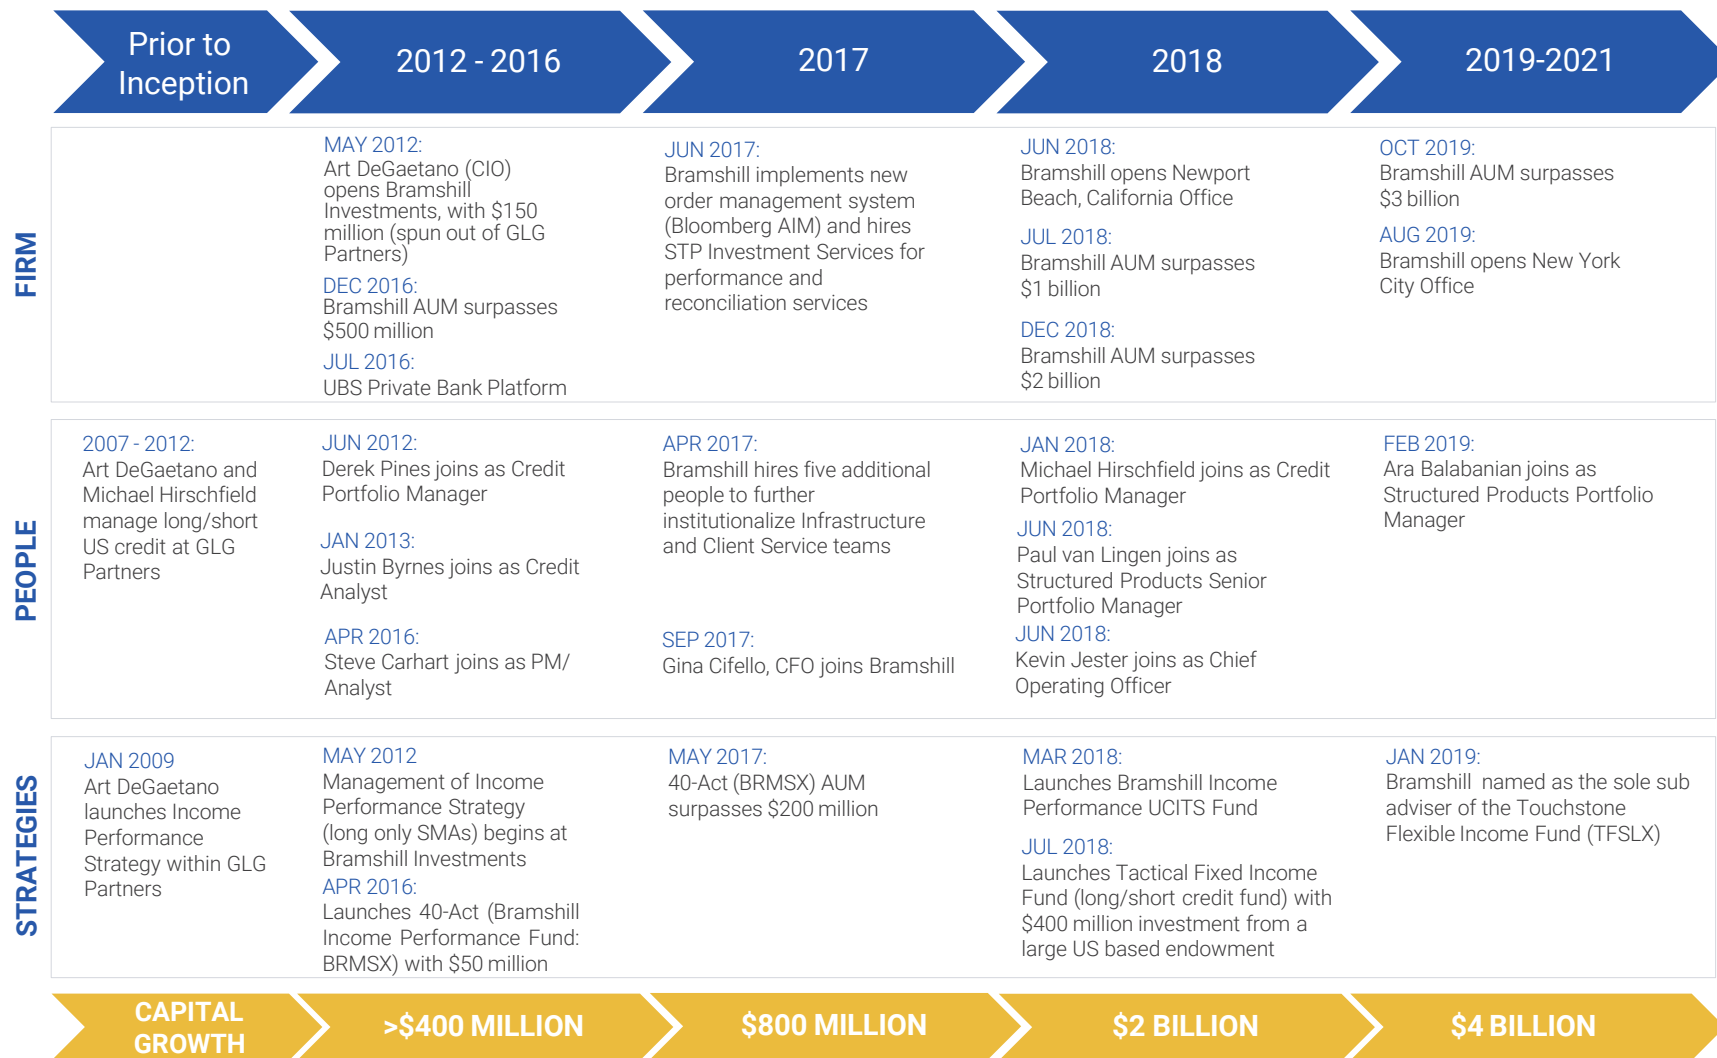 Prior to
Inception
2012 - 2016
2017
2018
2019-2021
FIRM
MAY 2012:
Art DeGaetano (CIO)
opens Bramshill
Investments, with $150
million (spun out of GLG
Partners)
DEC 2016:
Bramshill AUM surpasses
$500 million
JUL 2016:
UBS Private Bank Platform
JUN 2017:
Bramshill implements new
order management system
(Bloomberg AIM) and hires
STP Investment Services for
performance and
reconciliation services
JUN 2018:
Bramshill opens Newport
Beach, California Office
JUL 2018:
Bramshill AUM surpasses
$1 billion
DEC 2018:
Bramshill AUM surpasses
$2 billion
OCT 2019:
Bramshill AUM surpasses
$3 billion
AUG 2019:
Bramshill opens New York
City Office
PEOPLE
2007 - 2012:
Art DeGaetano and
Michael Hirschfield
manage long/short
US credit at GLG
Partners
JUN 2012:
Derek Pines joins as Credit
Portfolio Manager
JAN 2013:
Justin Byrnes joins as Credit
Analyst
APR 2016:
Steve Carhart joins as PM/
Analyst
APR 2017:
Bramshill hires five additional
people to further
institutionalize Infrastructure
and Client Service teams
SEP 2017:
Gina Cifello, CFO joins Bramshill
JAN 2018:
Michael Hirschfield joins as Credit
Portfolio Manager
JUN 2018:
Paul van Lingen joins as
Structured Products Senior
Portfolio Manager
JUN 2018:
Kevin Jester joins as Chief
Operating Officer
FEB 2019:
Ara Balabanian joins as
Structured Products Portfolio
Manager
STRATEGIES
JAN 2009
Art DeGaetano
launches Income
Performance
Strategy within GLG
Partners
MAY 2012
Management of Income
Performance Strategy
(long only SMAs) begins at
Bramshill Investments
APR 2016:
Launches 40-Act (Bramshill
Income Performance Fund:
BRMSX) with $50 million
MAY 2017:
40-Act (BRMSX) AUM
surpasses $200 million
MAR 2018:
Launches Bramshill Income
Performance UCITS Fund
JUL 2018:
Launches Tactical Fixed Income
Fund (long/short credit fund) with
$400 million investment from a
large US based endowment
JAN 2019:
Bramshill named as the sole sub
adviser of the Touchstone
Flexible Income Fund (TFSLX)
CAPITAL
GROWTH
>$400 MILLION
$800 MILLION
$2 BILLION
$4 BILLION